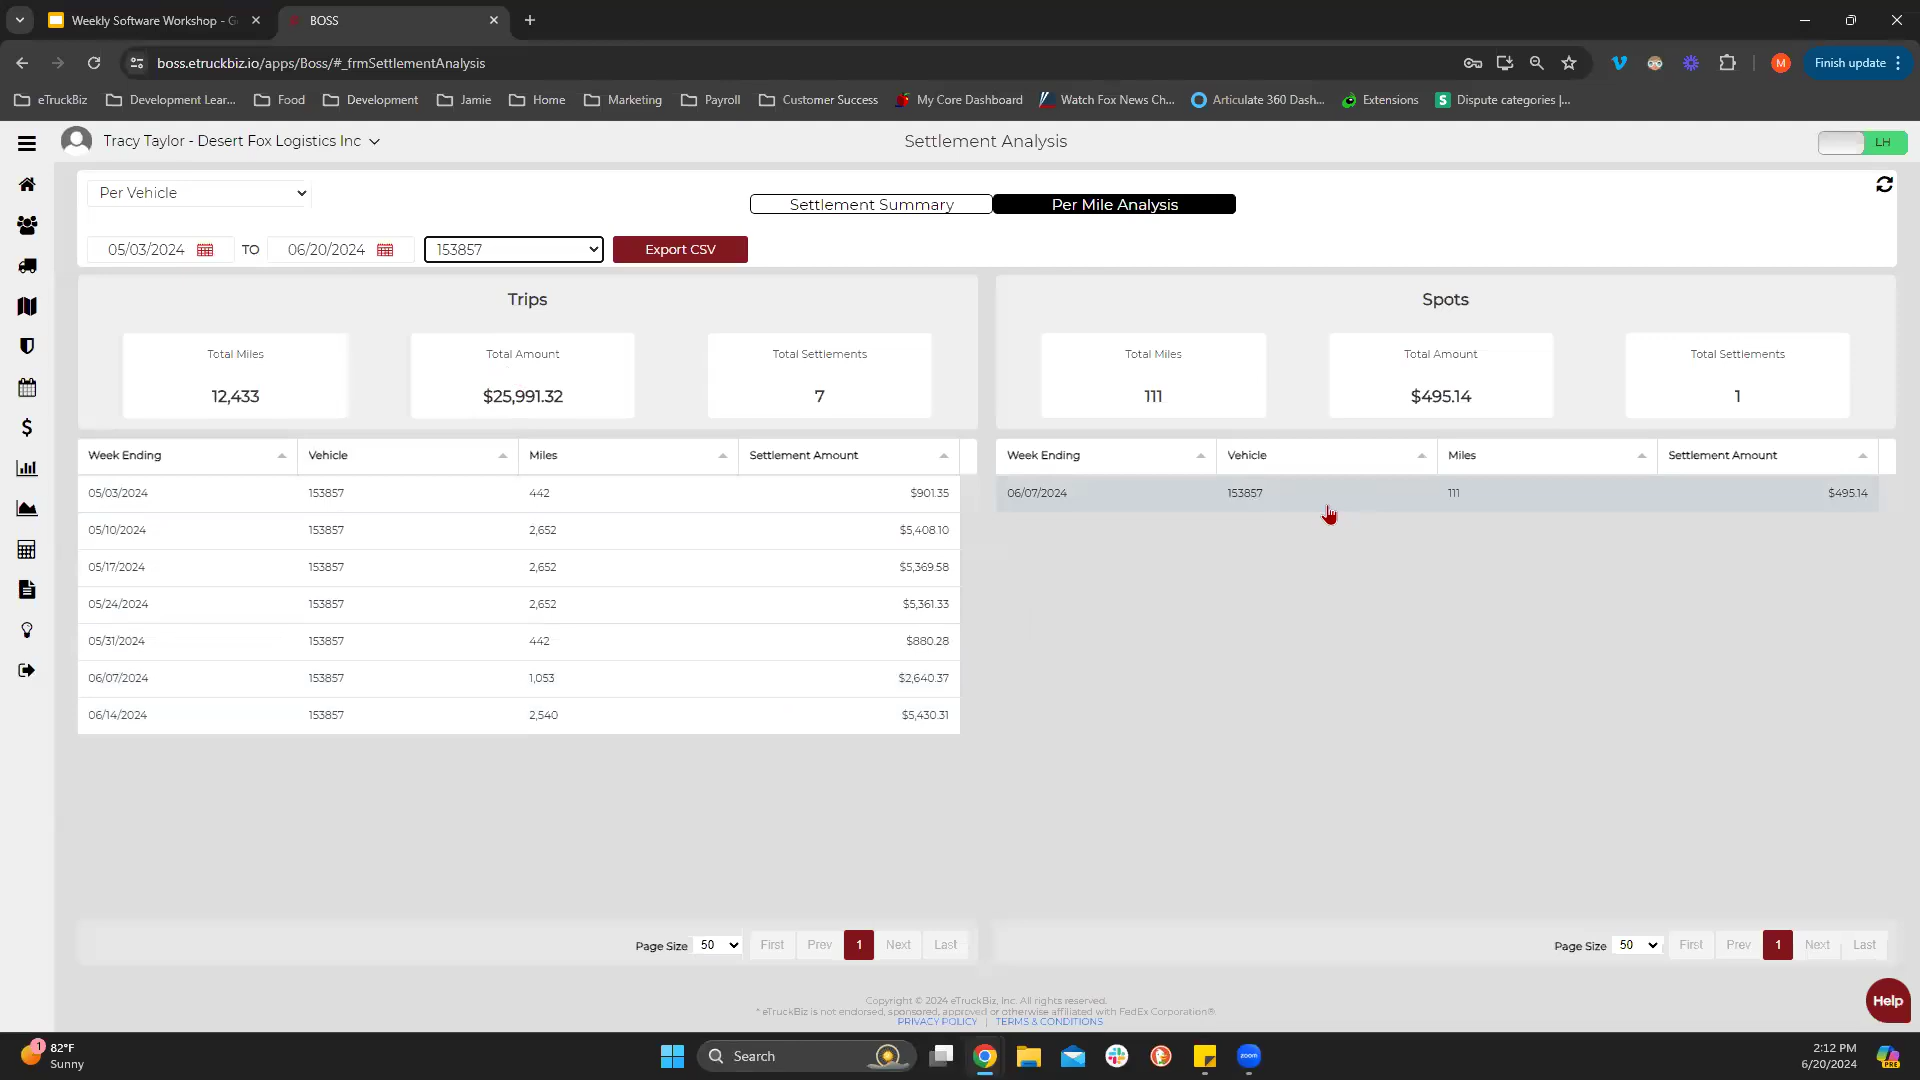 Weekly Software Workshop - G
BOSS
boss.etruckbiz.io/apps/Boss/#_frmSettlementAnalysis
M
Finish update
eTruckBiz
Development Lear...
Food
Development
Jamie
Home
Marketing
Payroll
Customer Success
My Core Dashboard
Watch Fox News Ch...
Articulate 360 Dash...
Extensions
S
Dispute categories |...
Tracy Taylor - Desert Fox Logistics Inc
Settlement Analysis
LH
Per Vehicle
Settlement Summary
Per Mile Analysis
05/03/2024
TO
06/20/2024
153857
Export CSV
Trips
Total Miles
12,433
Total Amount
$25,991.32
Total Settlements
7
Spots
Total Miles
111
Total Amount
$495.14
Total Settlements
1
Week Ending Vehicle Miles Settlement Amount
05/03/2024 153857 442 $901.35
05/10/2024 153857 2,652 $5,408.10
05/17/2024 153857 2,652 $5,369.58
05/24/2024 153857 2,652 $5,361.33
05/31/2024 153857 442 $880.28
06/07/2024 153857 1,053 $2,640.37
06/14/2024 153857 2,540 $5,430.31
Week Ending Vehicle Miles Settlement Amount
06/07/2024 153857 111 $495.14
Page Size 50 First Prev 1 Next Last
Page Size 50 First Prev 1 Next Last
Copyright © 2024 eTruckBiz, Inc. All rights reserved.
* eTruckBiz is not endorsed, sponsored, approved or otherwise affiliated with FedEx Corporation®
PRIVACY POLICY | TERMS & CONDITIONS
Help
1
82°F
Sunny
Search
zoom
PRE
2:12 PM
6/20/2024